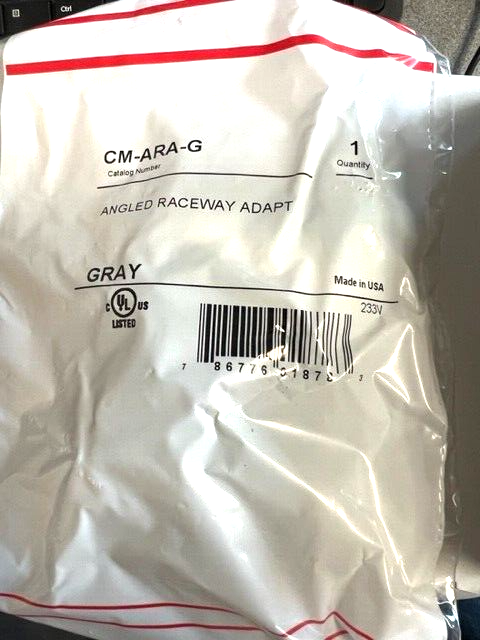 Ctrl
CM-ARA-G
1
Catalog Number
Quantity
ANGLED RACEWAY ADAPT
GRAY
Made in USA
C UL US
LISTED
233V
7 86776
3